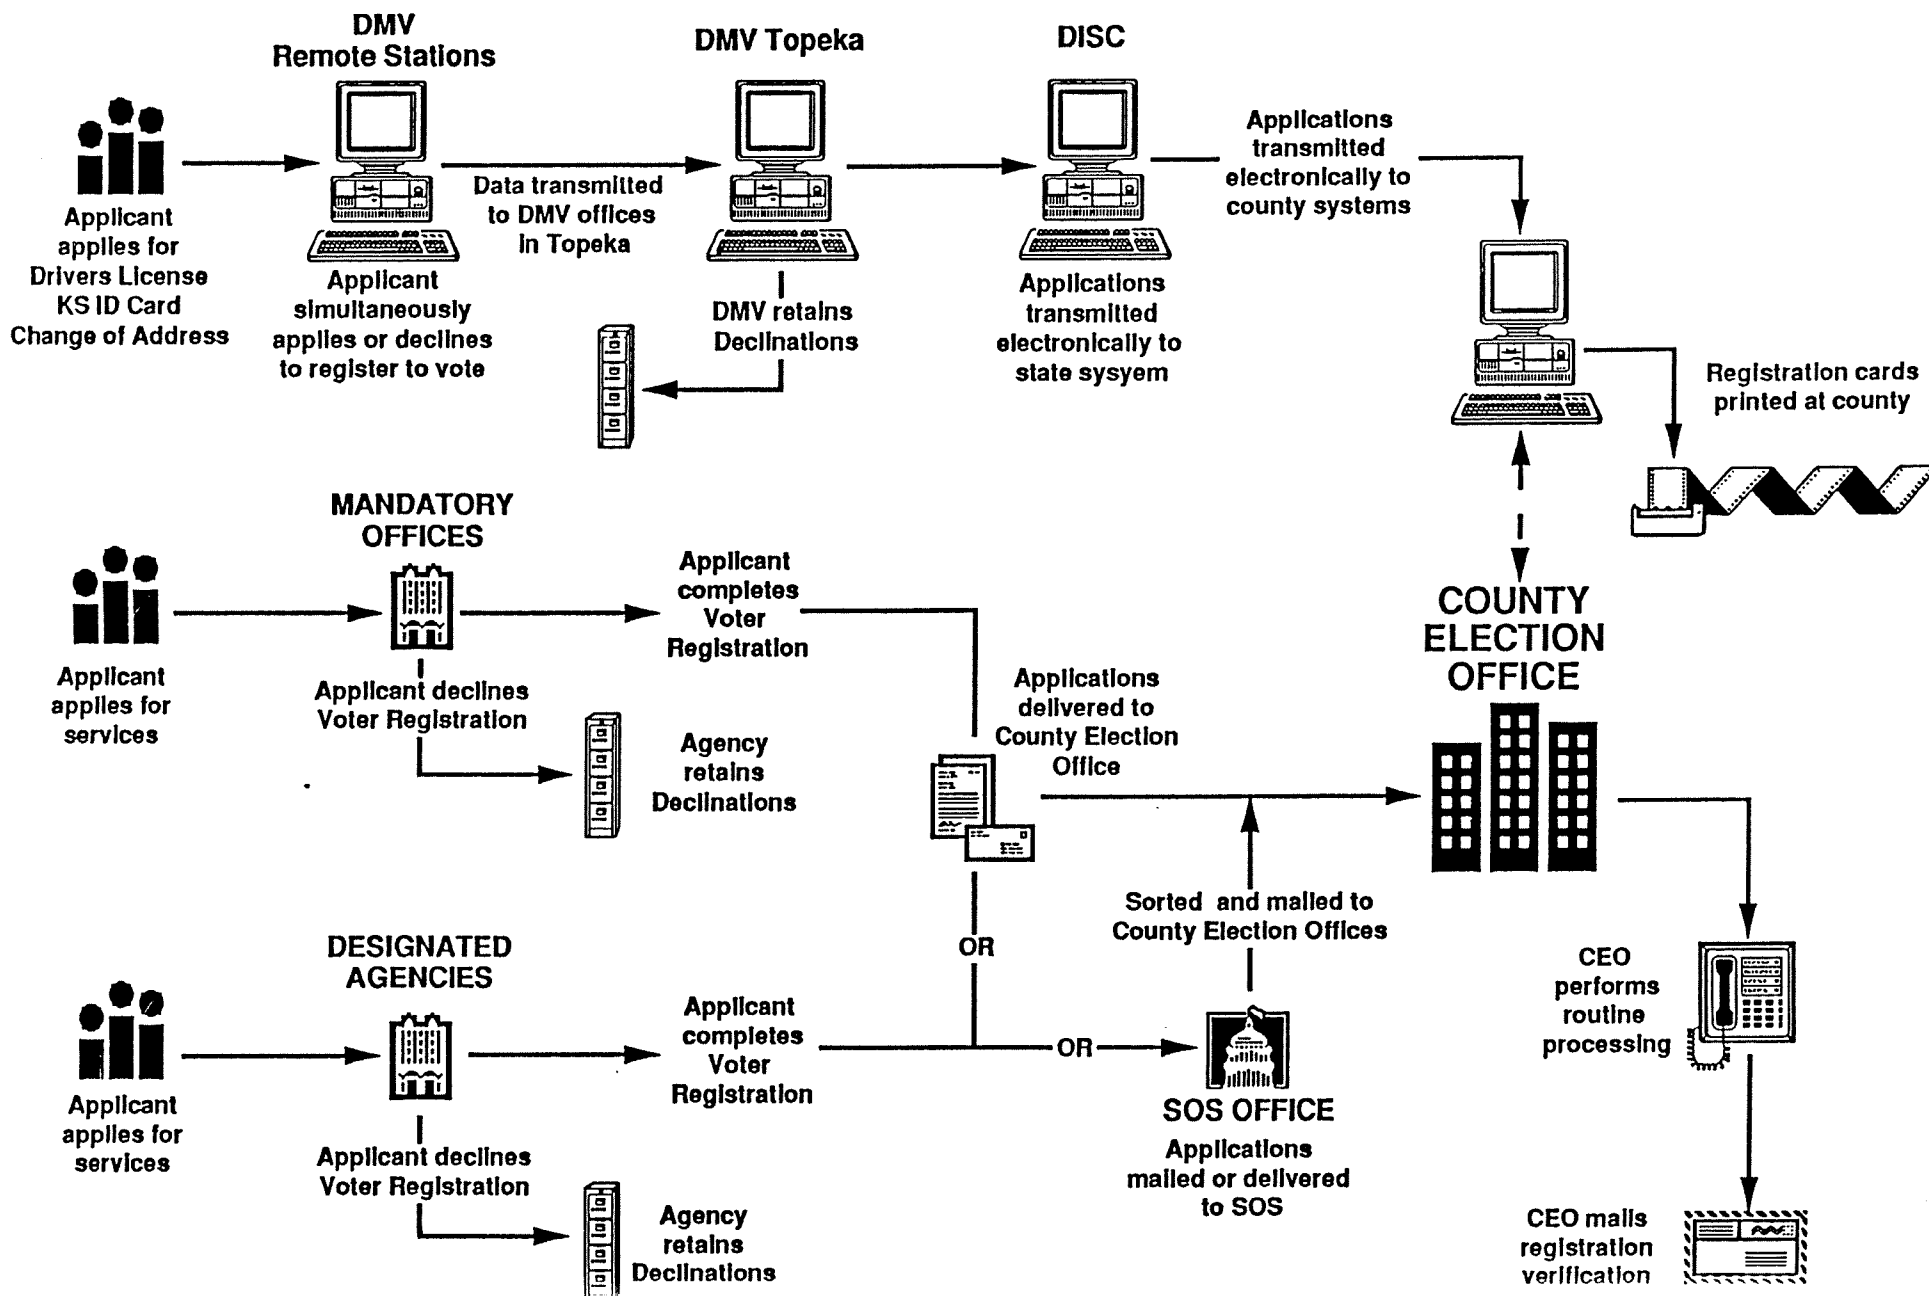 DMV
Remote Stations
DMV Topeka
DISC
Applicant
applies for
Drivers License
KS ID Card
Change of Address
Applicant
simultaneously
applies or declines
to register to vote
Data transmitted
to DMV offices
in Topeka
DMV retains
Declinations
Applications
transmitted
electronically to
state sysyem
Applications
transmitted
electronically to
county systems
Registration cards
printed at county
MANDATORY
OFFICES
Applicant
applies for
services
Applicant declines
Voter Registration
Agency
retains
Declinations
Applicant
completes
Voter
Registration
Applications
delivered to
County Election
Office
COUNTY
ELECTION
OFFICE
DESIGNATED
AGENCIES
Applicant
applies for
services
Applicant declines
Voter Registration
Agency
retains
Declinations
Applicant
completes
Voter
Registration
OR
OR
Sorted and mailed to
County Election Offices
SOS OFFICE
Applications
mailed or delivered
to SOS
CEO
performs
routine
processing
CEO mails
registration
verification